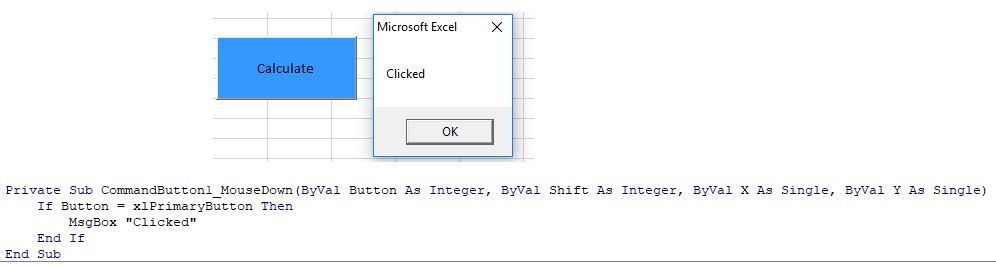 Microsoft Excel
Calculate
Clicked
OK
Private Sub CommandButton1_MouseDown(ByVal Button As Integer, ByVal Shift As Integer, ByVal X As Single, ByVal Y As Single)
If Button = xlPrimaryButton Then
MsgBox "Clicked"
End If
End Sub